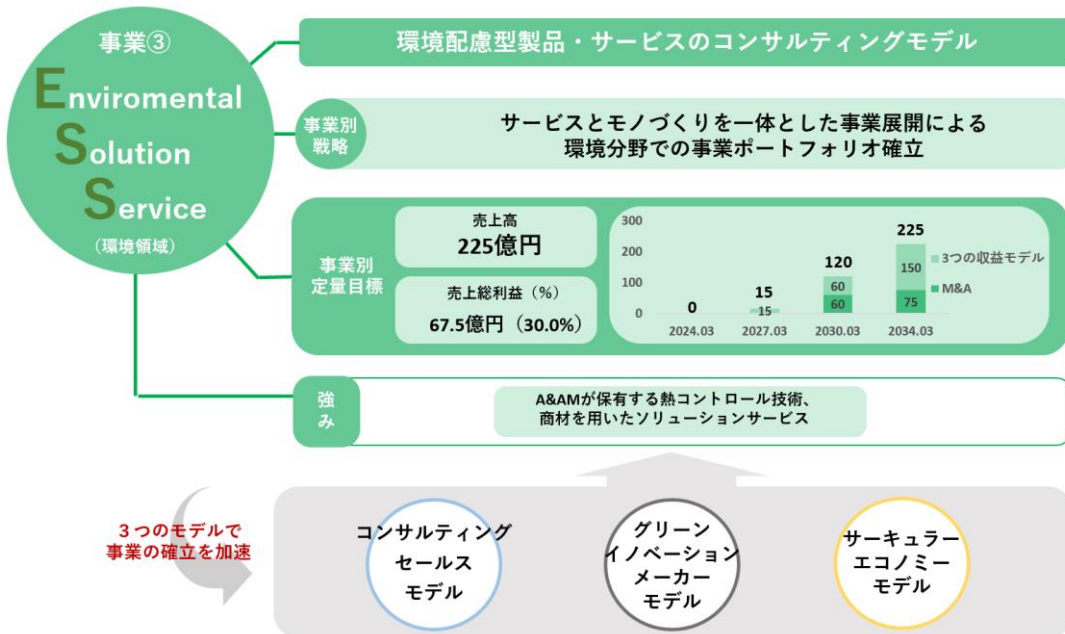 事業③
Enviromental
Solution
Service
(環境領域)
環境配慮型製品・サービスのコンサルティングモデル
事業別
戦略
サービスとモノづくりを一体とした事業展開による
環境分野での事業ポートフォリオ確立
事業別
定量目標
売上高
225億円
売上総利益（%）
67.5億円（30.0%）
300
200
100
0
0
15
15
120
60
60
225
150
75
2024.03
2027.03
2030.03
2034.03
3つの収益モデル
M&A
強
み
A&AMが保有する熱コントロール技術、
商材を用いたソリューションサービス
３つのモデルで
事業の確立を加速
コンサルティング
セールス
モデル
グリーン
イノベーション
メーカー
モデル
サーキュラー
エコノミー
モデル